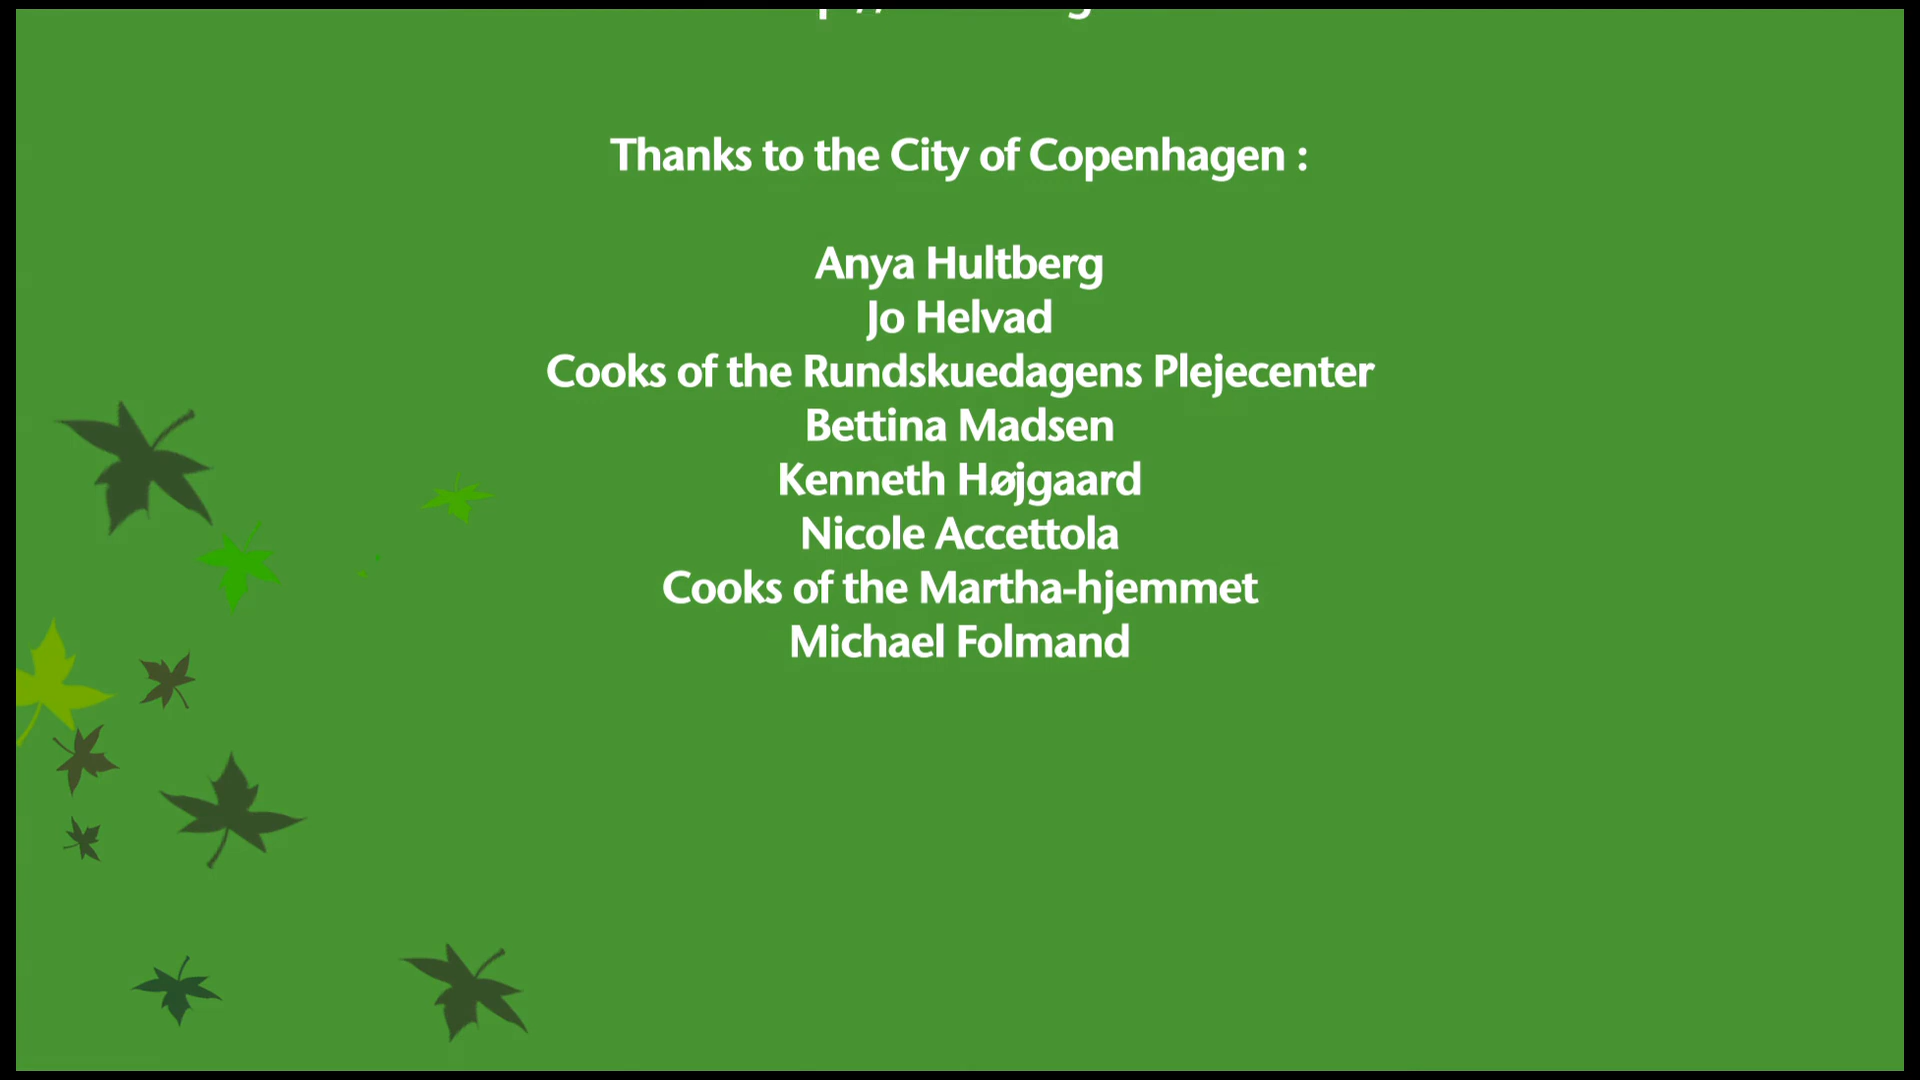 Thanks to the City of Copenhagen :
Anya Hultberg
Jo Helvad
Cooks of the Rundskuedagens Plejecenter
Bettina Madsen
Kenneth Højgaard
Nicole Accettola
Cooks of the Martha-hjemmet
Michael Folmand